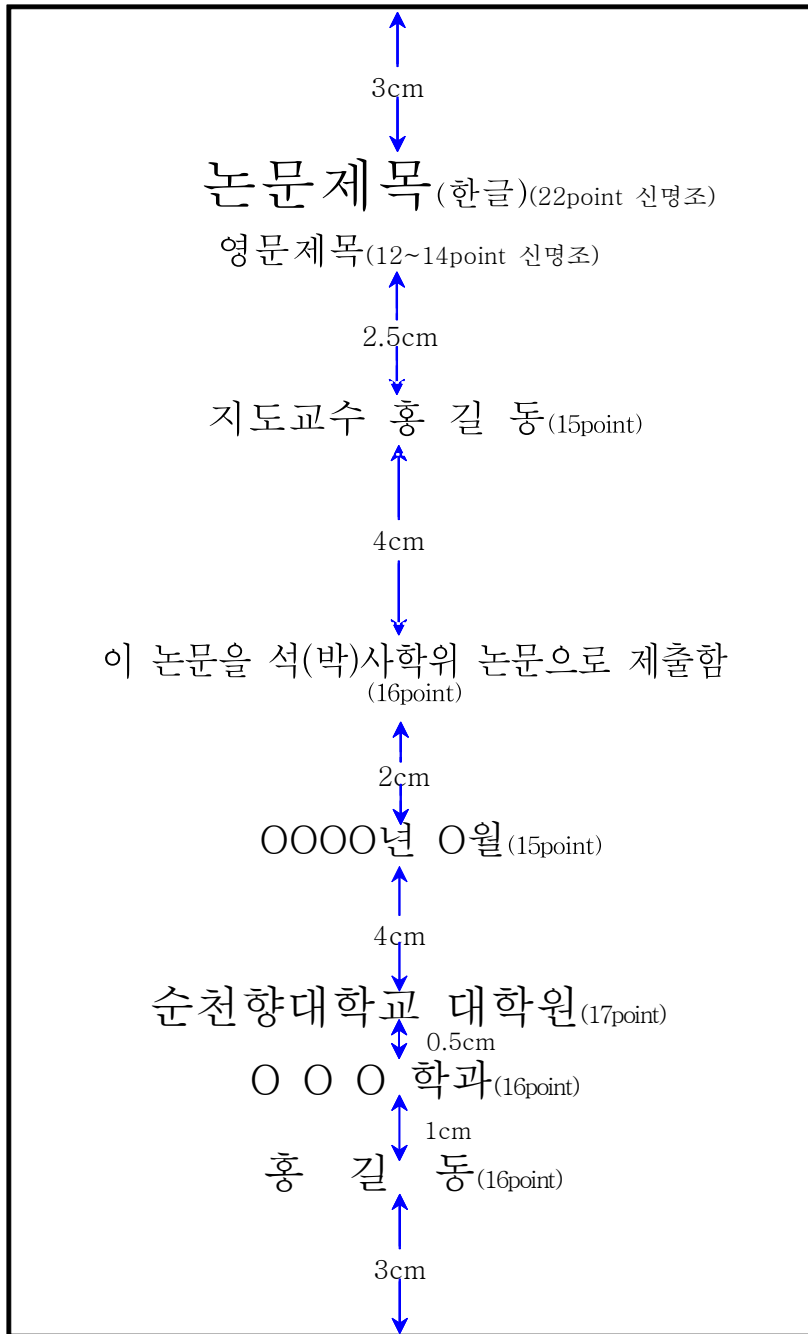 3cm
논문제목(한글)(22point 신명조)
영문제목(12~14point 신명조)
2.5cm
지도교수 홍 길 동(15point)
4cm
이 논문을 석(박)사학위 논문으로 제출함
(16point)
2cm
OOOO년 O월(15point)
4cm
순천향대학교 대학원(17point)
0.5cm
O O O 학과(16point)
1cm
홍 길 동(16point)
3cm